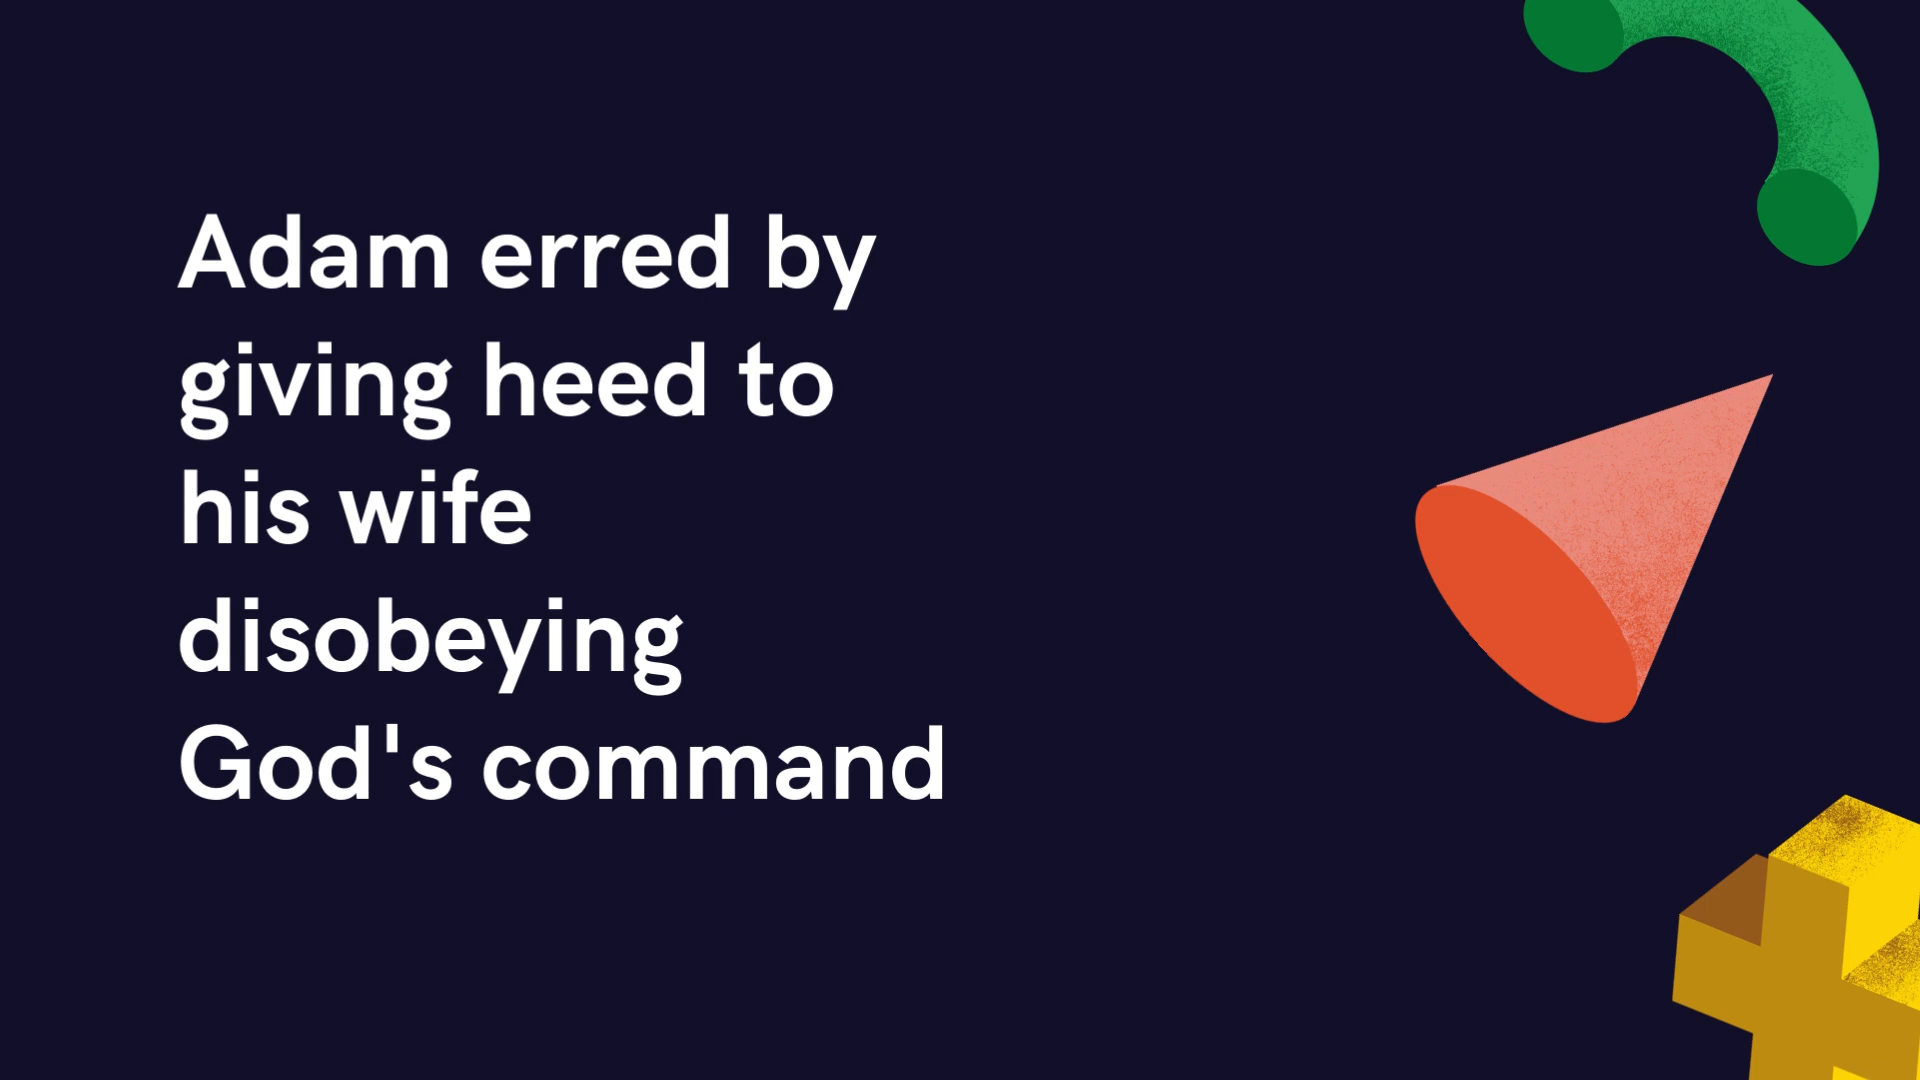 Adam erred by
giving heed to
his wife
disobeying
God's command